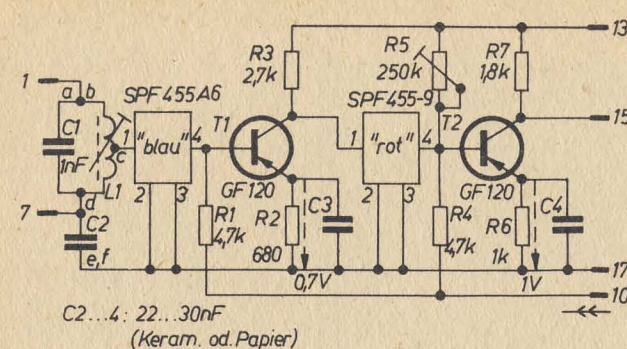 13
R3
2,7k
R5
250k
R7
1,8k
1
a
b
SPF455A6
SPF455-9
15
C1
1nF
1
"blau"
4
T1
1
"rot"
4
T2
c
L1
GF120
GF120
d
2
3
2
3
7
C2
R1
4,7k
R2
680
C3
R4
4,7k
R6
1k
C4
e,f
0,7V
1V
17
10
C2...4: 22...30nF
(Keram. od. Papier)